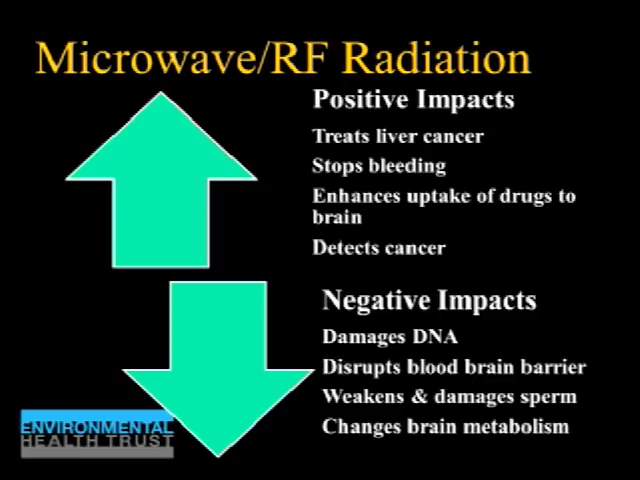 Microwave/RF Radiation
Positive Impacts
Treats liver cancer
Stops bleeding
Enhances uptake of drugs to
brain
Detects cancer
Negative Impacts
Damages DNA
Disrupts blood brain barrier
Weakens & damages sperm
Changes brain metabolism
ENVIRONMENTAL
HEALTH TRUST